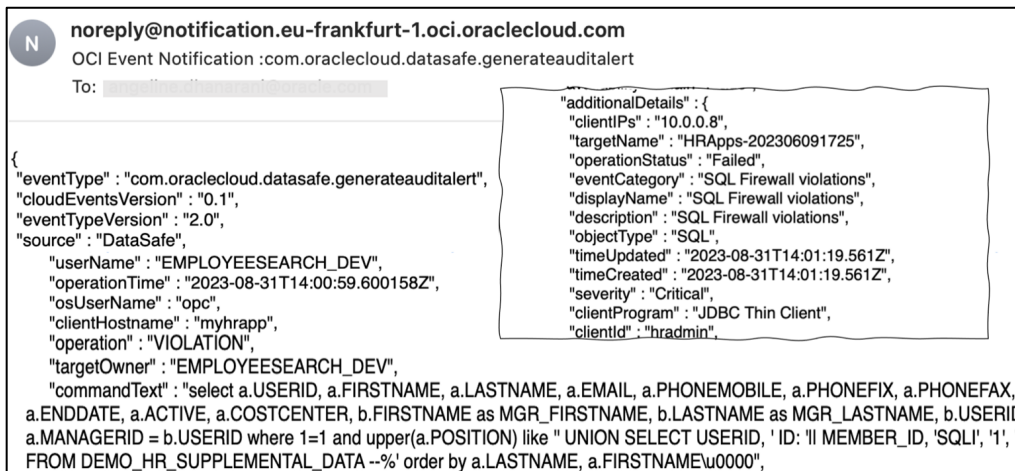 N
noreply@notification.eu-frankfurt-1.oci.oraclecloud.com
OCI Event Notification :com.oraclecloud.datasafe.generateauditalert
To: angeline.dhanarani@oracle.com
{
"eventType" : "com.oraclecloud.datasafe.generateauditalert",
"cloudEventsVersion" : "0.1",
"eventTypeVersion" : "2.0",
"source" : "DataSafe",
"userName" : "EMPLOYEESEARCH_DEV",
"operationTime" : "2023-08-31T14:00:59.600158Z",
"osUserName" : "opc",
"clientHostname" : "myhrapp",
"operation" : "VIOLATION",
"targetOwner" : "EMPLOYEESEARCH_DEV",
"commandText" : "select a.USERID, a.FIRSTNAME, a.LASTNAME, a.EMAIL, a.PHONEMOBILE, a.PHONEFIX, a.PHONEFAX,
a.ENDDATE, a.ACTIVE, a.COSTCENTER, b.FIRSTNAME as MGR_FIRSTNAME, b.LASTNAME as MGR_LASTNAME, b.USERID
a.MANAGERID = b.USERID where 1=1 and upper(a.POSITION) like '' UNION SELECT USERID, ' ID: 'll MEMBER_ID, 'SQLI', '1',
FROM DEMO_HR_SUPPLEMENTAL_DATA --%' order by a.LASTNAME, a.FIRSTNAME\u0000",
"additionalDetails" : {
"clientIPs" : "10.0.0.8",
"targetName" : "HRApps-202306091725",
"operationStatus" : "Failed",
"eventCategory" : "SQL Firewall violations",
"displayName" : "SQL Firewall violations",
"description" : "SQL Firewall violations",
"objectType" : "SQL",
"timeUpdated" : "2023-08-31T14:01:19.561Z",
"timeCreated" : "2023-08-31T14:01:19.561Z",
"severity" : "Critical",
"clientProgram" : "JDBC Thin Client",
"clientId" : "hradmin",